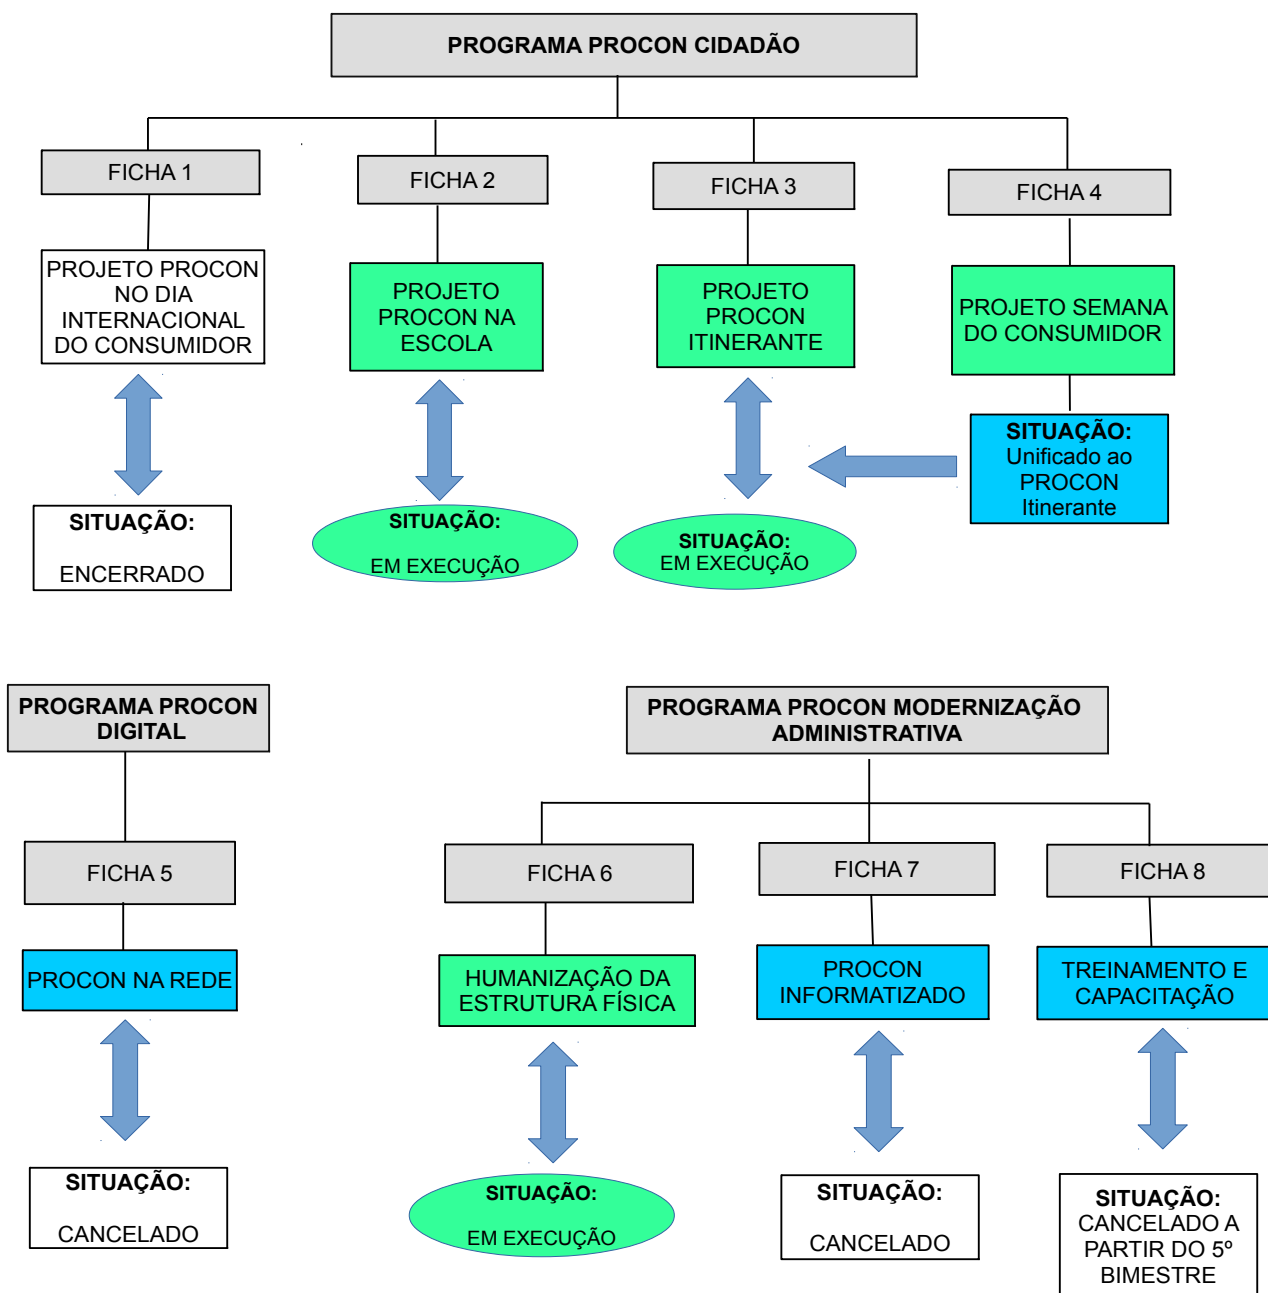 PROGRAMA PROCON CIDADÃO
FICHA 1
FICHA 2
FICHA 3
FICHA 4
PROJETO PROCON
NO DIA
INTERNACIONAL
DO CONSUMIDOR
PROJETO
PROCON NA
ESCOLA
PROJETO
PROCON
ITINERANTE
PROJETO SEMANA
DO CONSUMIDOR
SITUAÇÃO:
ENCERRADO
SITUAÇÃO:
EM EXECUÇÃO
SITUAÇÃO:
EM EXECUÇÃO
SITUAÇÃO:
Unificado ao
PROCON
Itinerante
PROGRAMA PROCON
DIGITAL
FICHA 5
PROCON NA REDE
SITUAÇÃO:
CANCELADO
PROGRAMA PROCON MODERNIZAÇÃO
ADMINISTRATIVA
FICHA 6
FICHA 7
FICHA 8
HUMANIZAÇÃO DA
ESTRUTURA FÍSICA
PROCON
INFORMATIZADO
TREINAMENTO E
CAPACITAÇÃO
SITUAÇÃO:
EM EXECUÇÃO
SITUAÇÃO:
CANCELADO
SITUAÇÃO:
CANCELADO A
PARTIR DO 5º
BIMESTRE